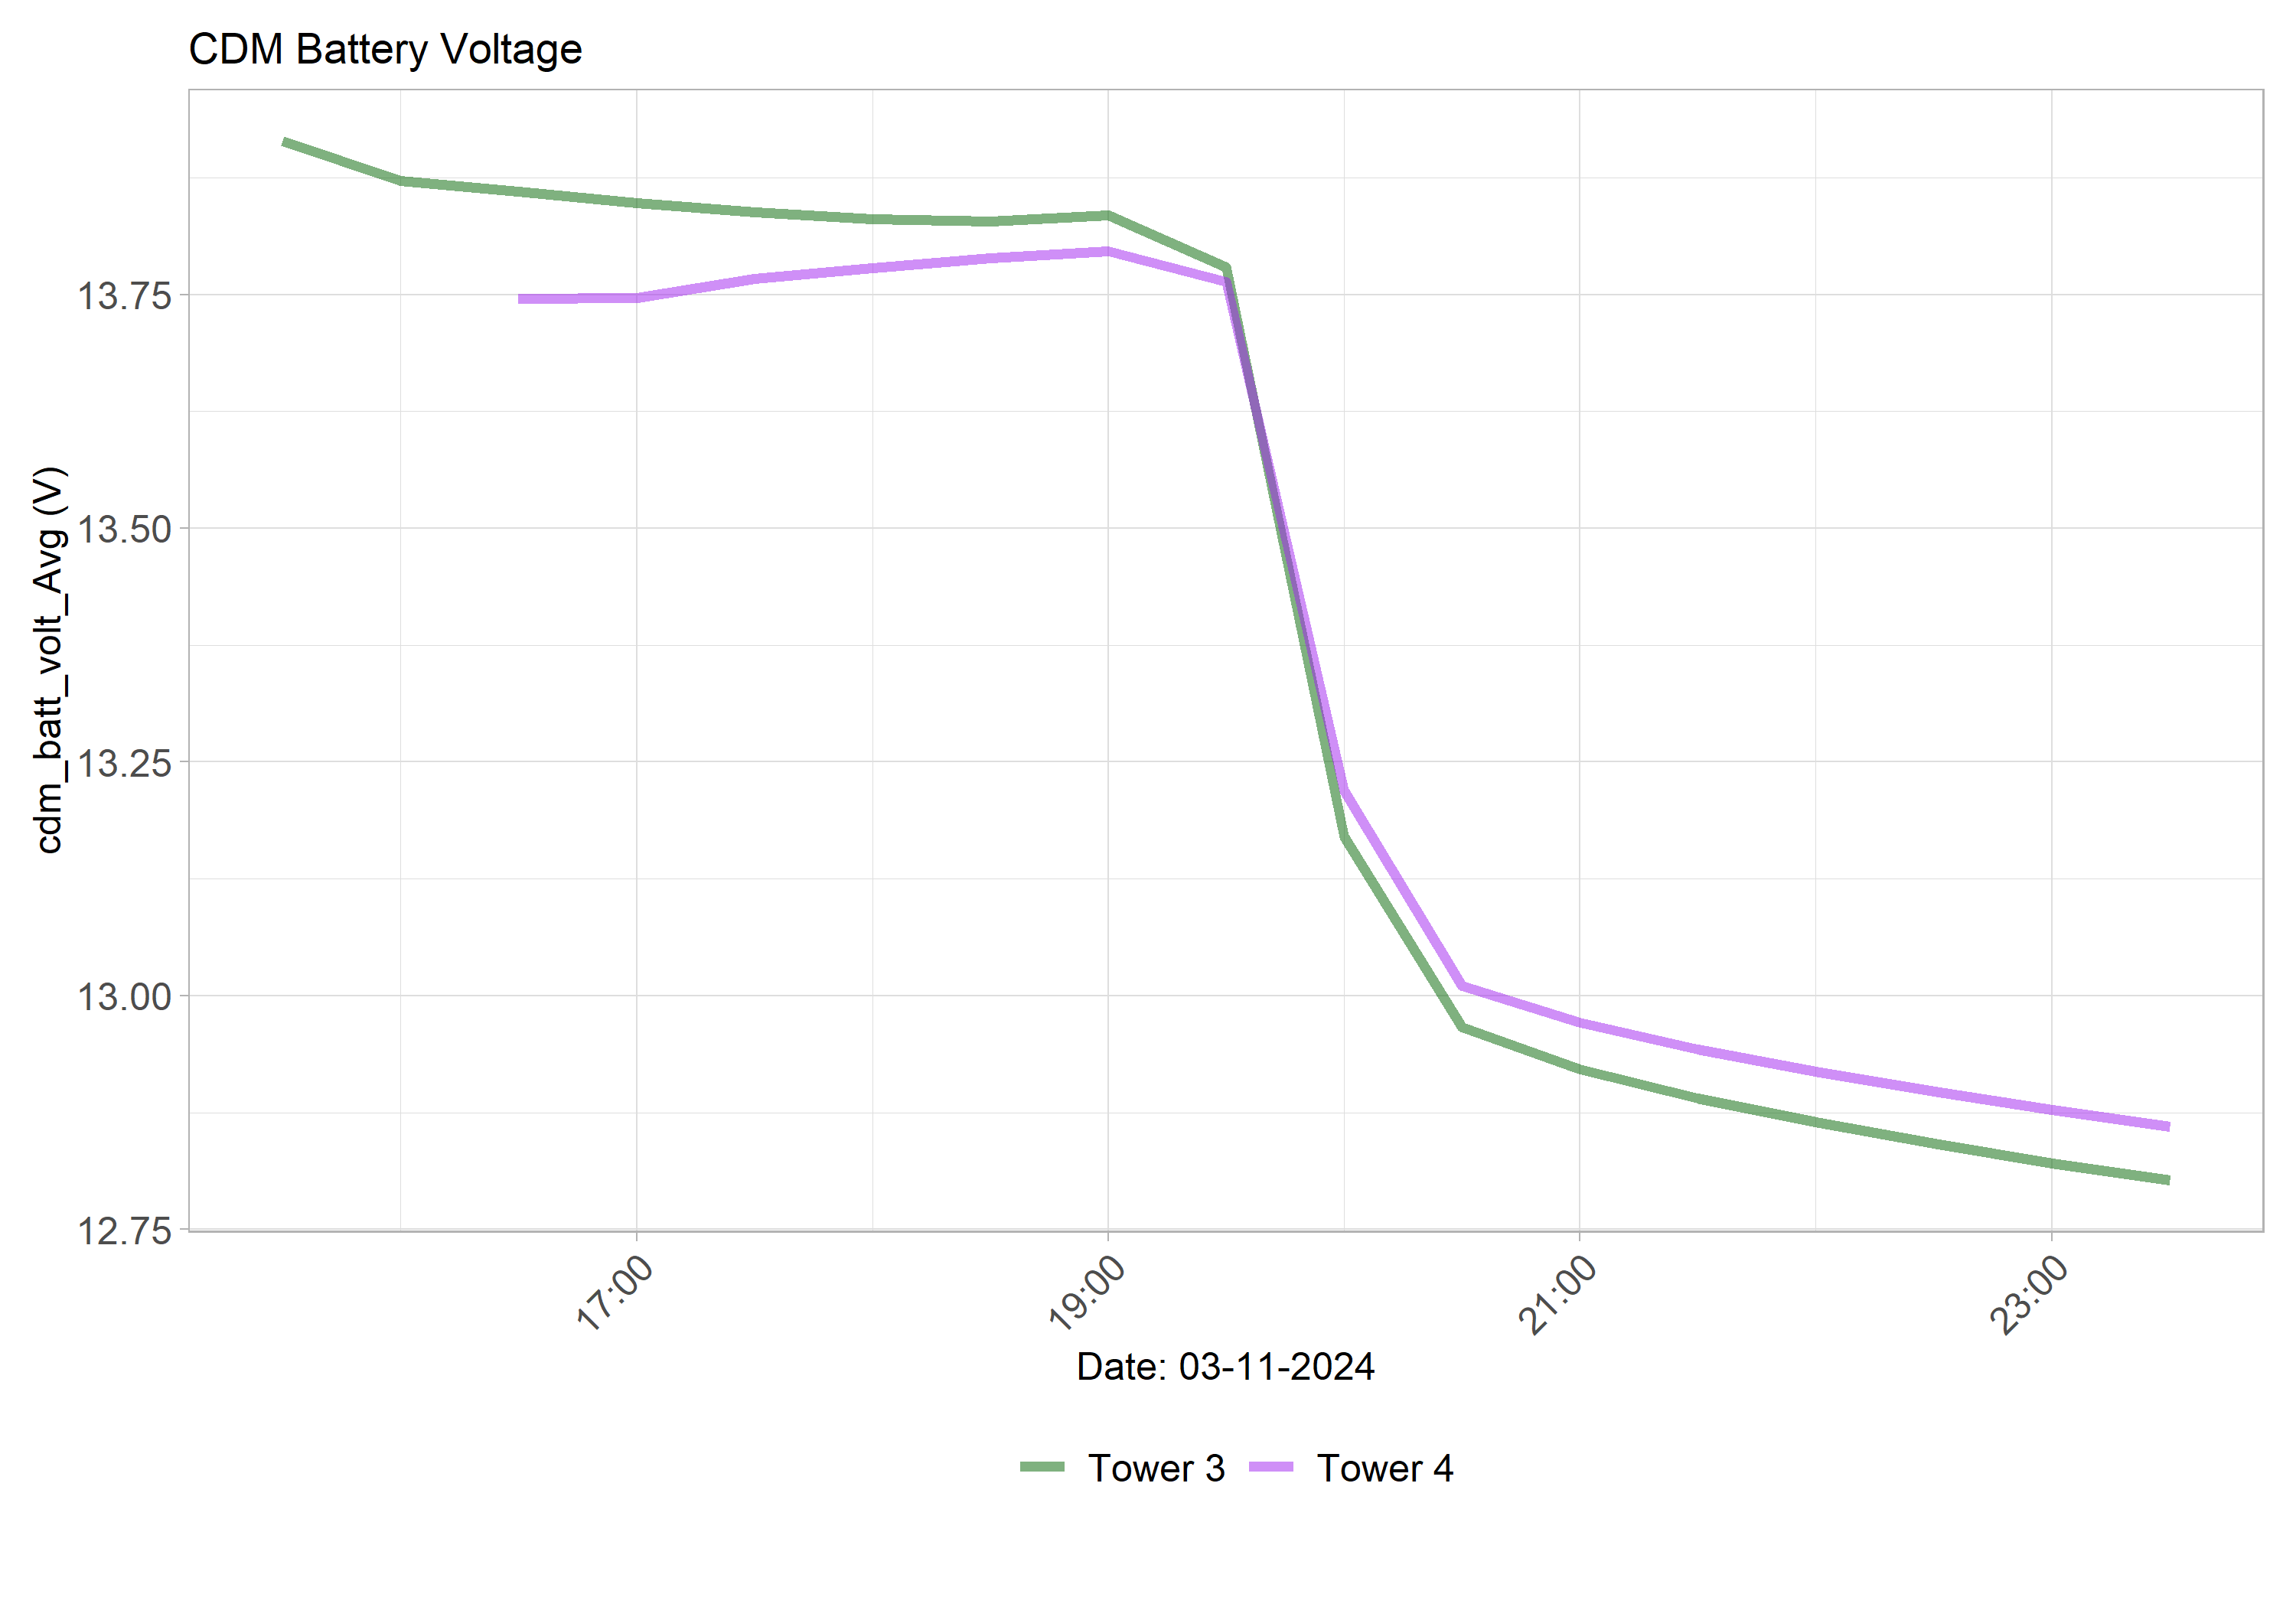 CDM Battery Voltage
cdm_batt_volt_Avg (V)
13.75
13.50
13.25
13.00
12.75
17:00
19:00
21:00
23:00
Date: 03-11-2024
Tower 3
Tower 4